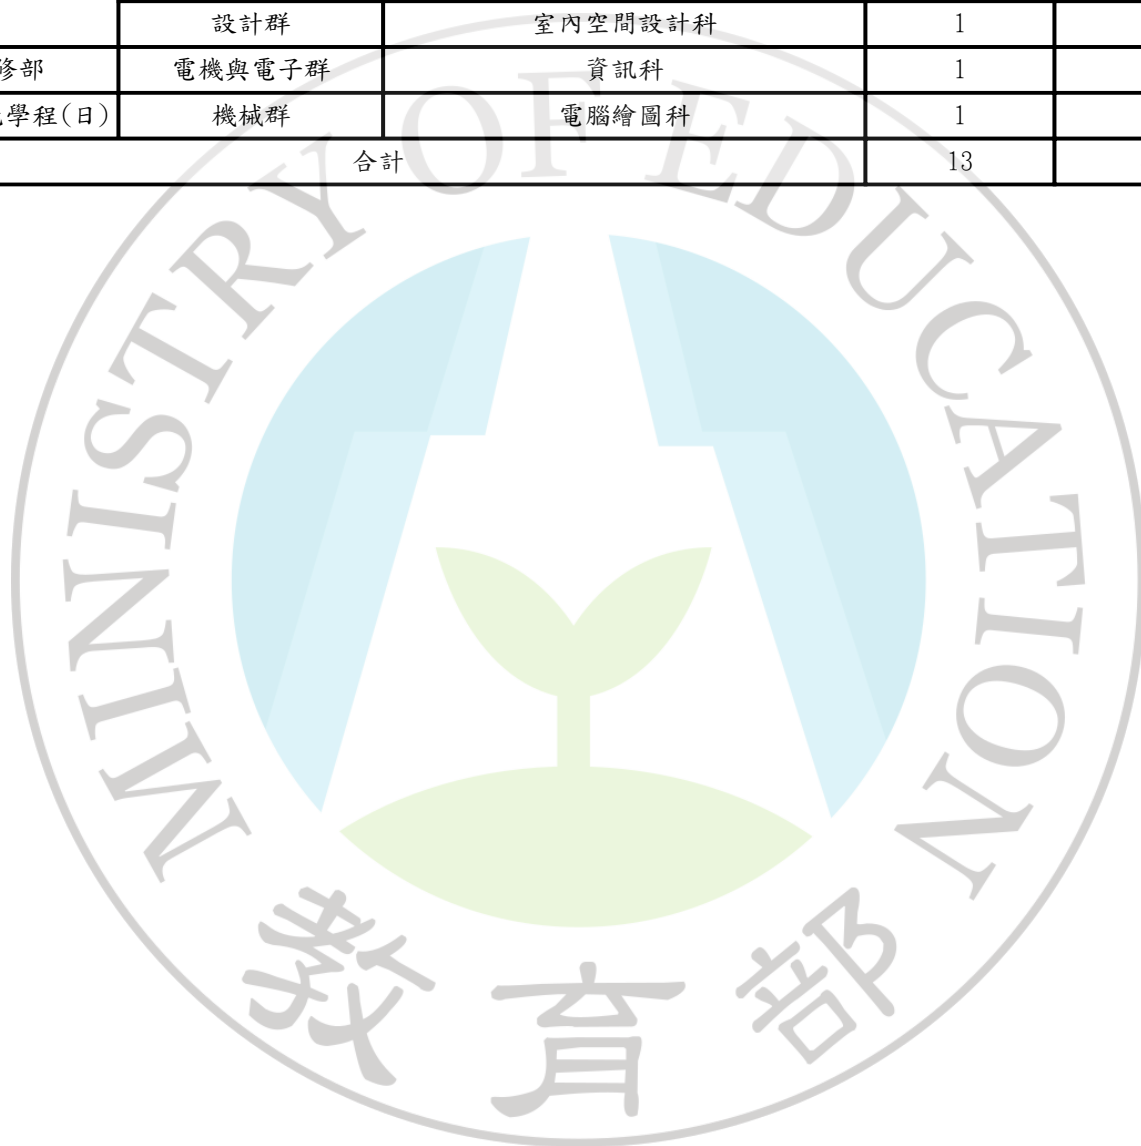 設計群 室內空間設計科 1
修部 電機與電子群 資訊科 1
學程(日) 機械群 電腦繪圖科 1
合計 13
MINISTRY OF EDUCATION
教育部